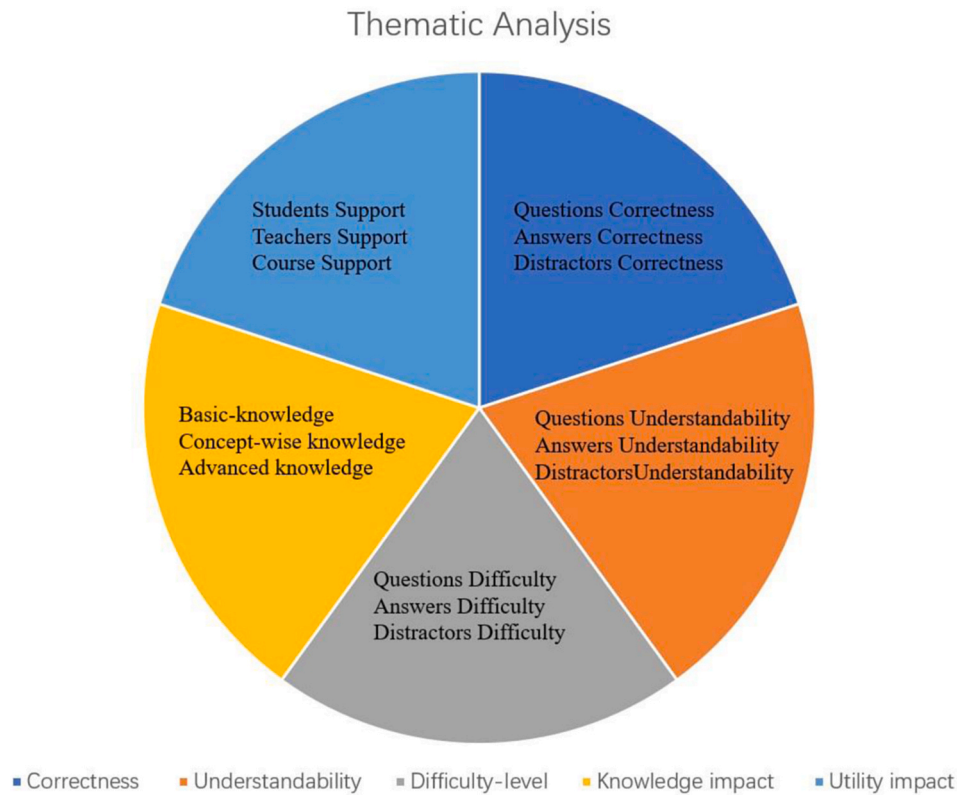 Thematic Analysis
Students Support
Teachers Support
Course Support
Questions Correctness
Answers Correctness
Distractors Correctness
Basic-knowledge
Concept-wise knowledge
Advanced knowledge
Questions Understandability
Answers Understandability
DistractorsUnderstandability
Questions Difficulty
Answers Difficulty
Distractors Difficulty
Correctness Understandability Difficulty-level Knowledge impact Utility impact